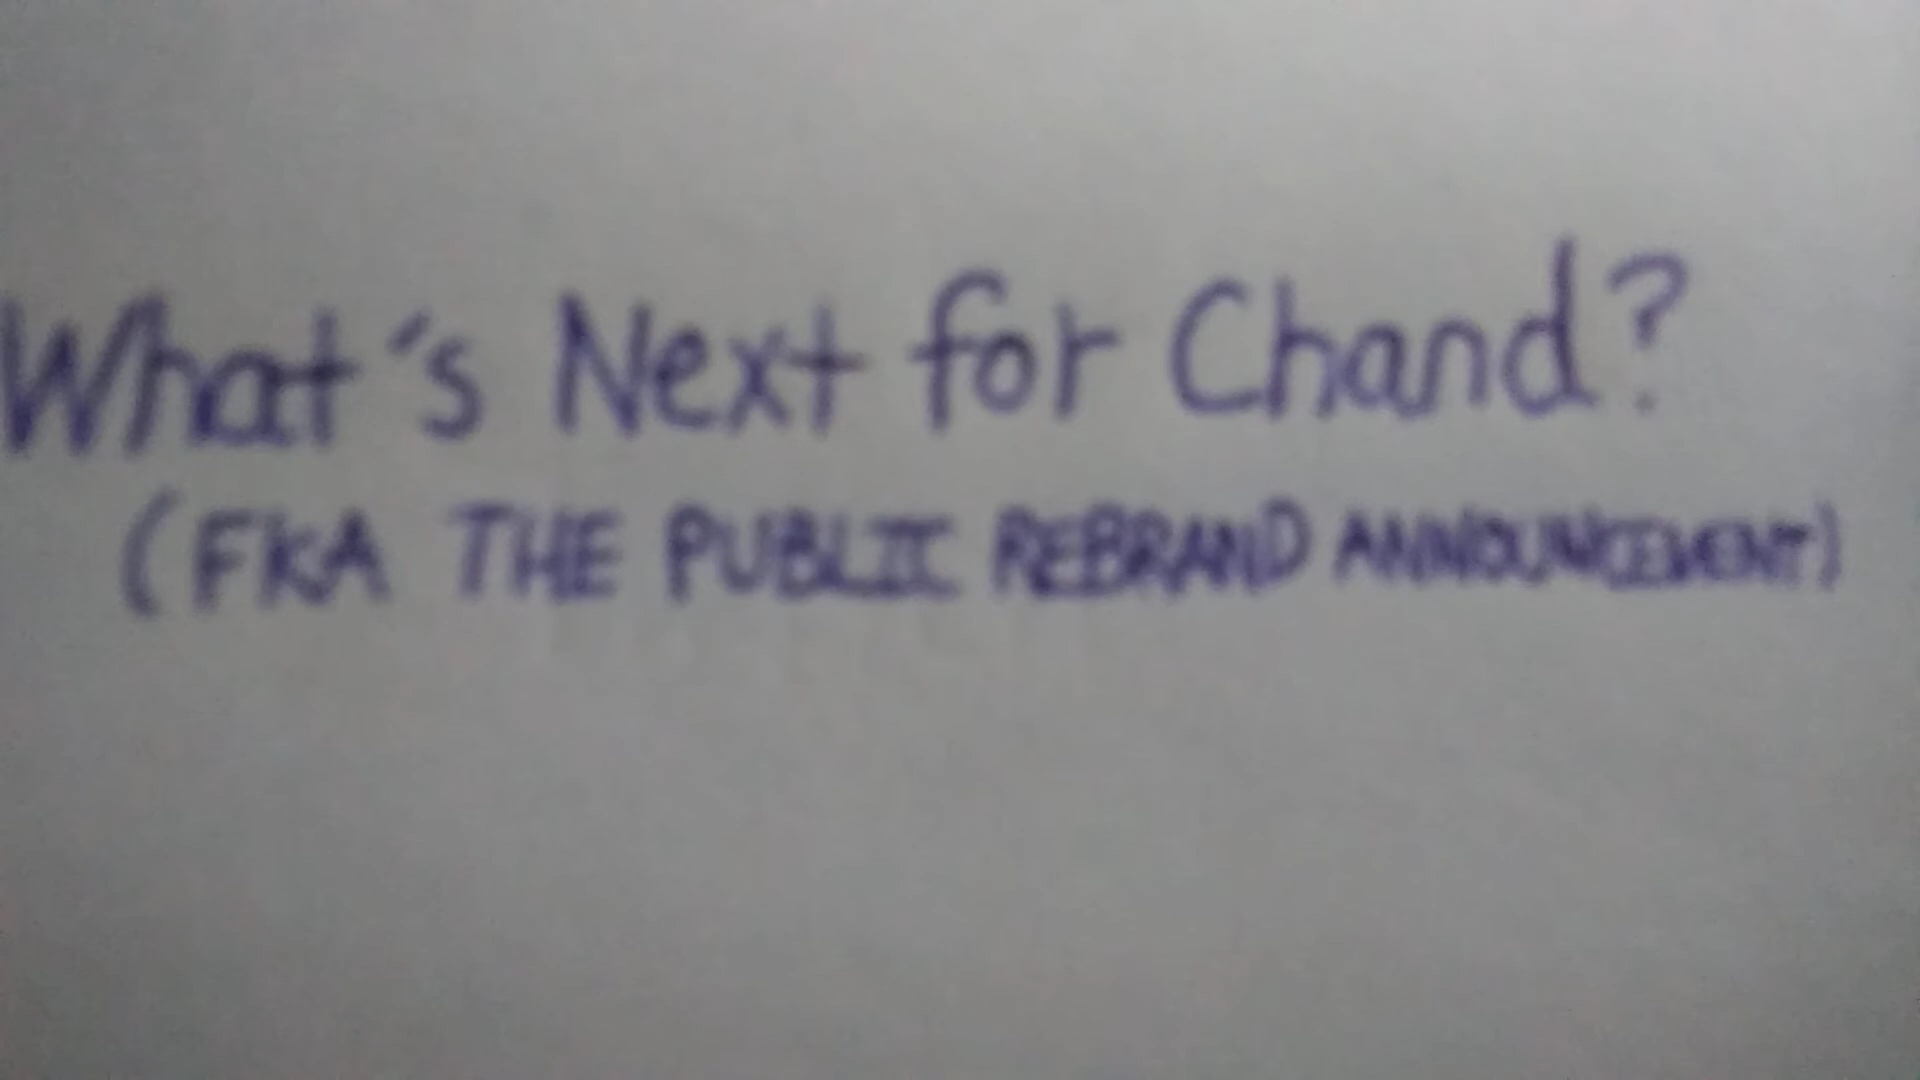 What's Next for Chand?
(FKA THE PUBLIC REBRAND ANNOUNCEMENT)